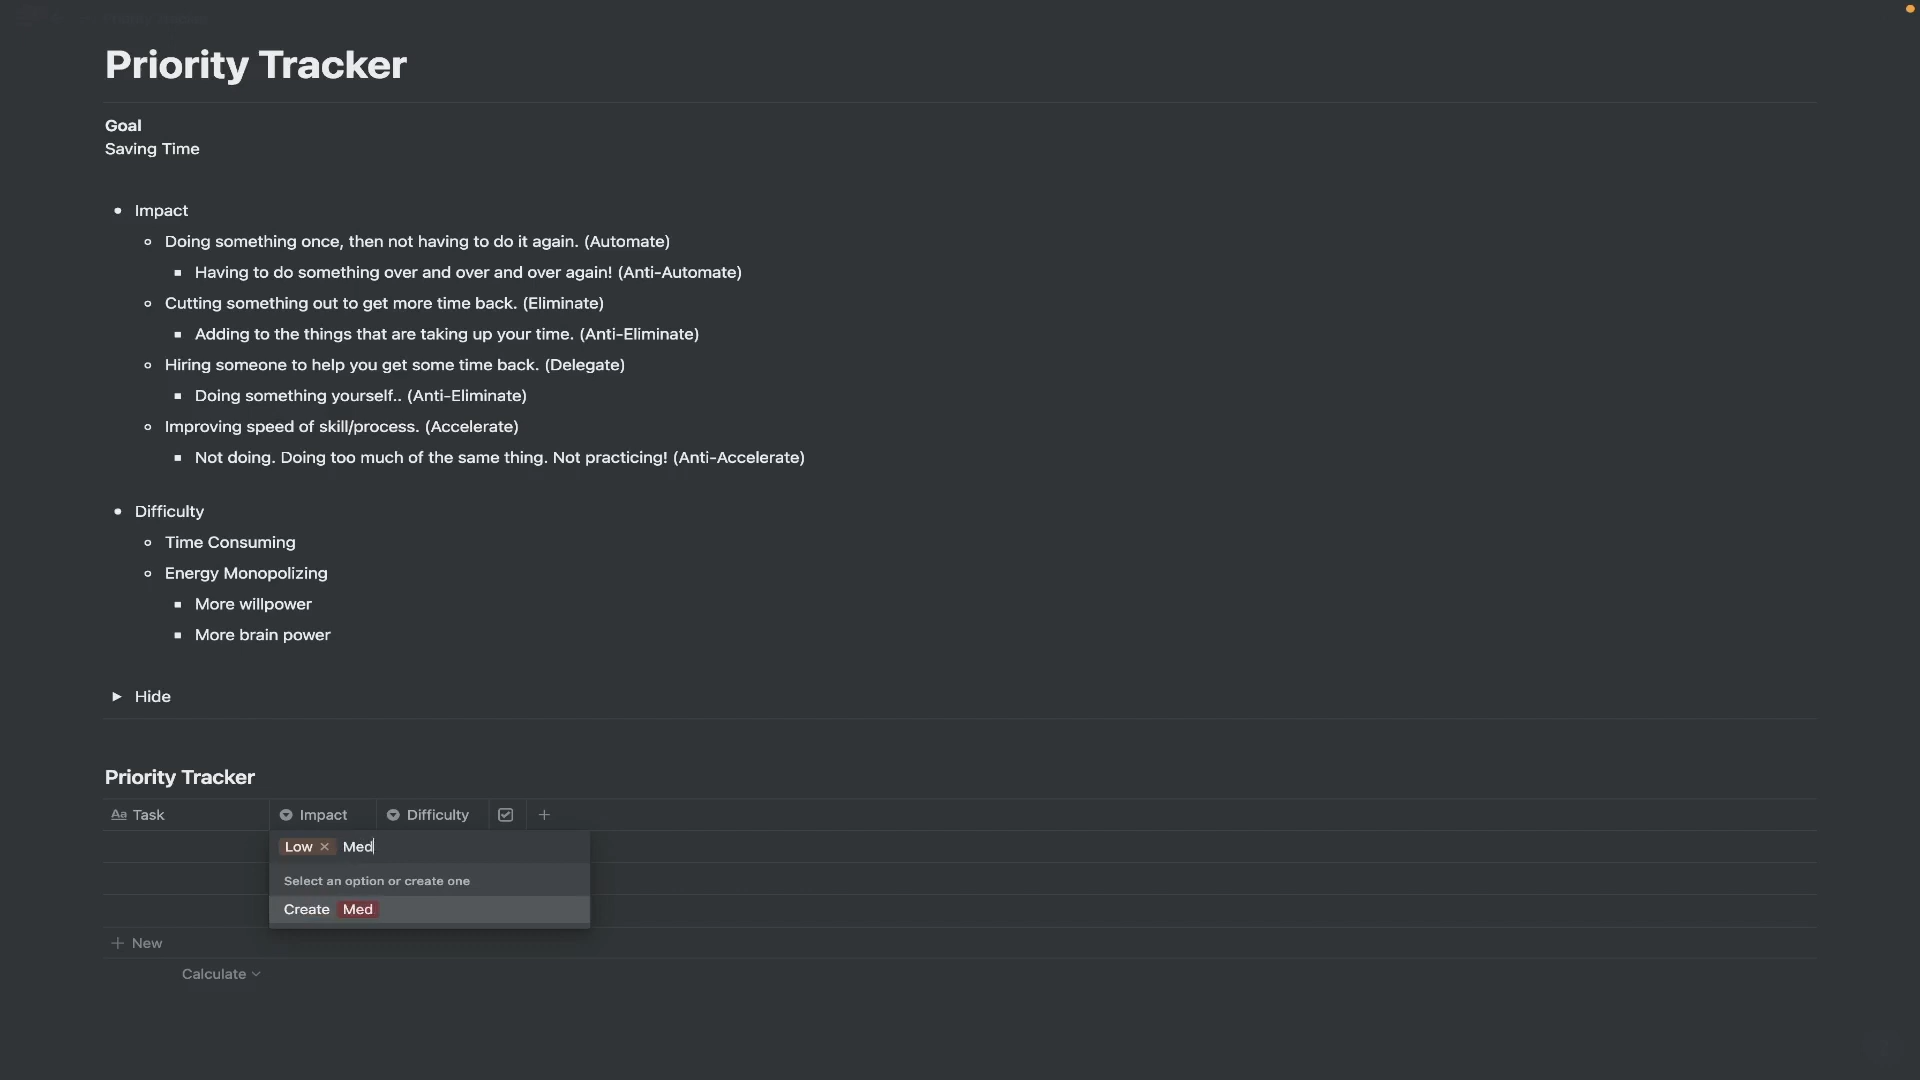 Priority Tracker
Goal
Saving Time
Impact
Doing something once, then not having to do it again. (Automate)
Having to do something over and over and over again! (Anti-Automate)
Cutting something out to get more time back. (Eliminate)
Adding to the things that are taking up your time. (Anti-Eliminate)
Hiring someone to help you get some time back. (Delegate)
Doing something yourself.. (Anti-Eliminate)
Improving speed of skill/process. (Accelerate)
Not doing. Doing too much of the same thing. Not practicing! (Anti-Accelerate)
Difficulty
Time Consuming
Energy Monopolizing
More willpower
More brain power
Hide
Priority Tracker
Aa Task Impact Difficulty
Low × Med
Select an option or create one
Create Med
+ New
Calculate